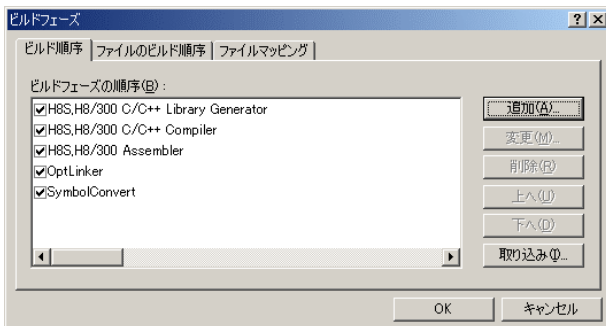 ビルドフェーズ
ビルド順序 ファイルのビルド順序 ファイルマッピング
ビルドフェーズの順序(B) :
H8S,H8/300 C/C++ Library Generator
H8S,H8/300 C/C++ Compiler
H8S,H8/300 Assembler
OptLinker
SymbolConvert
追加(A)...
変更(M)...
削除(R)
上へ(U)
下へ(D)
取り込み(I)...
OK キャンセル